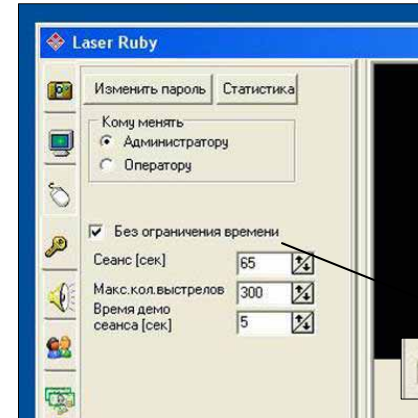 Laser Ruby
Изменить пароль Статистика
Кому менять
Администратору
Оператору
Без ограничения времени
Сеанс [сек] 65
Макс.кол.выстрелов 300
Время демо
сеанса [сек] 5